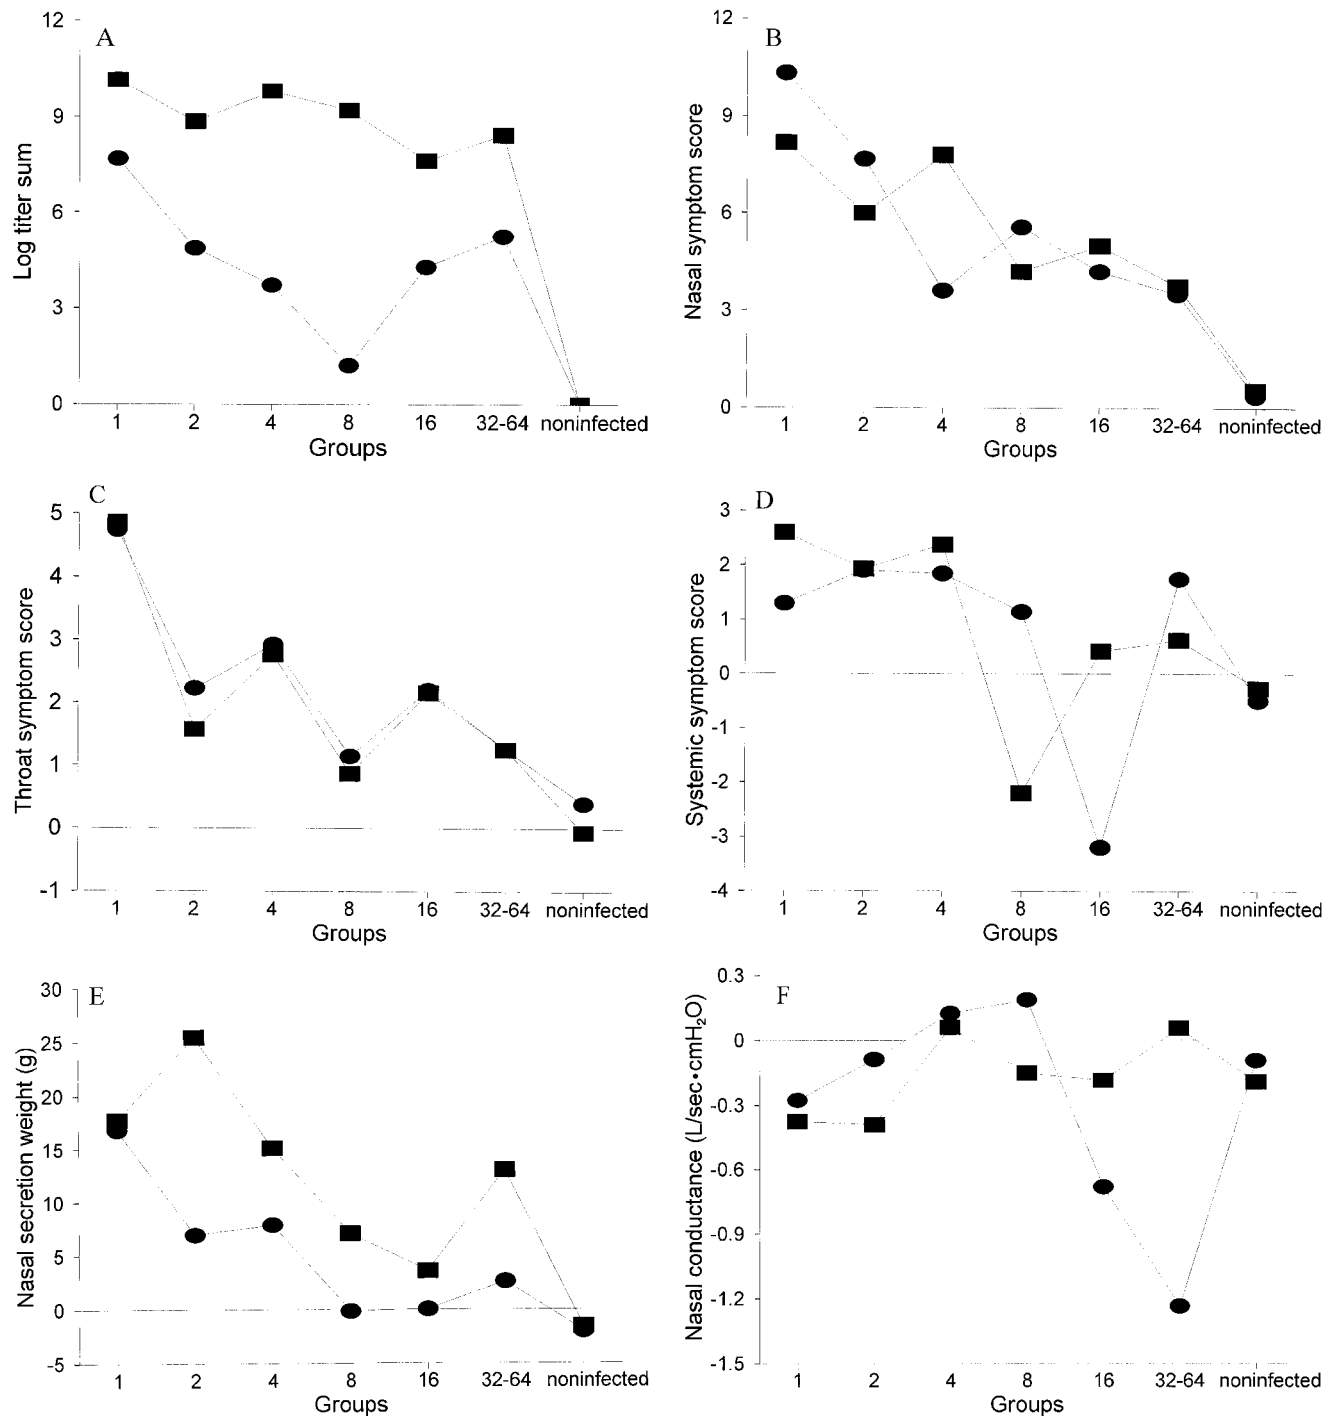 A
Log titer sum
12
9
6
3
0
1 2 4 8 16 32-64 noninfected
Groups
B
Nasal symptom score
12
9
6
3
0
1 2 4 8 16 32-64 noninfected
Groups
C
Throat symptom score
5
4
3
2
1
0
-1
1 2 4 8 16 32-64 noninfected
Groups
D
Systemic symptom score
3
2
1
0
-1
-2
-3
-4
1 2 4 8 16 32-64 noninfected
Groups
E
Nasal secretion weight (g)
30
25
20
15
10
5
0
-5
1 2 4 8 16 32-64 noninfected
Groups
F
Nasal conductance (L/sec•cmH₂O)
0.3
0
-0.3
-0.6
-0.9
-1.2
-1.5
1 2 4 8 16 32-64 noninfected
Groups